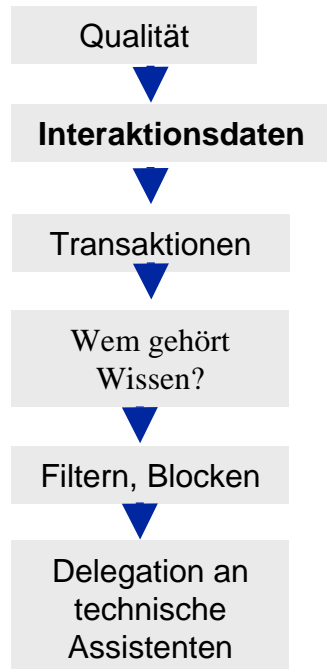 Qualität
Interaktionsdaten
Transaktionen
Wem gehört
Wissen?
Filtern, Blocken
Delegation an
technische
Assistenten